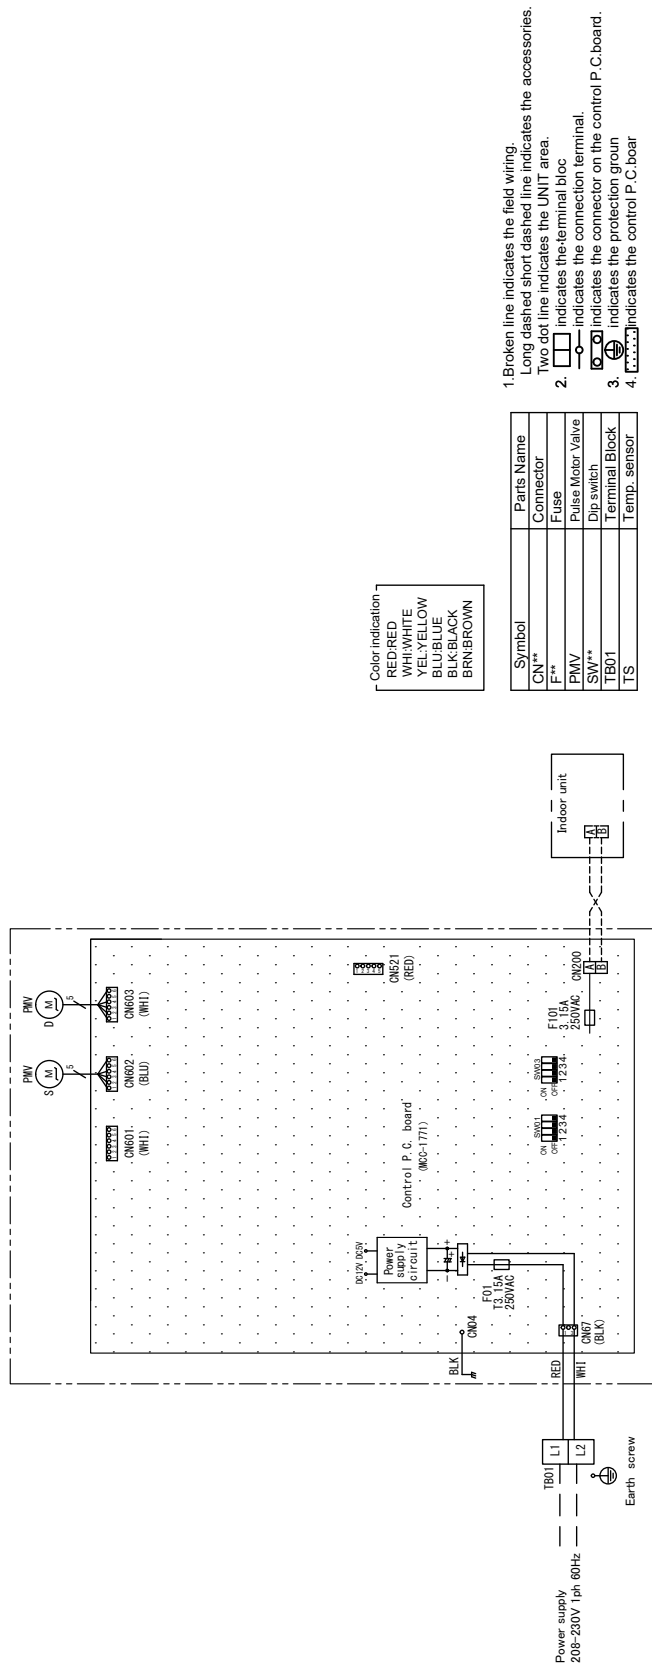 Power supply
208-230V 1ph 60Hz
TB01
L1
L2
Earth screw
RED
WHI
BLK
CN67
(BLK)
CN04
F01
T3.15A
250VAC
DC12V DC5V
Power
supply
circuit
Control P.C. board
(MCC-1771)
CN601
(WHI)
PMV
S
M
5
CN602
(BLU)
PMV
D
M
5
CN603
(WHI)
CN521
(RED)
SW01
ON
OFF
1 2 3 4
SW03
ON
OFF
1 2 3 4
F101
3.15A
250VAC
CN200
A
B
Indoor unit
A
B
Color indication
RED:RED
WHI:WHITE
YEL:YELLOW
BLU:BLUE
BLK:BLACK
BRN:BROWN
Symbol Parts Name
CN** Connector
F** Fuse
PMV Pulse Motor Valve
SW** Dip switch
TB01 Terminal Block
TS Temp. sensor
1.Broken line indicates the field wiring.
Long dashed short dashed line indicates the accessories.
Two dot line indicates the UNIT area.
2. indicates the terminal bloc
indicates the connection terminal.
indicates the connector on the control P.C.board.
3. indicates the protection groun
4. indicates the control P.C.boar